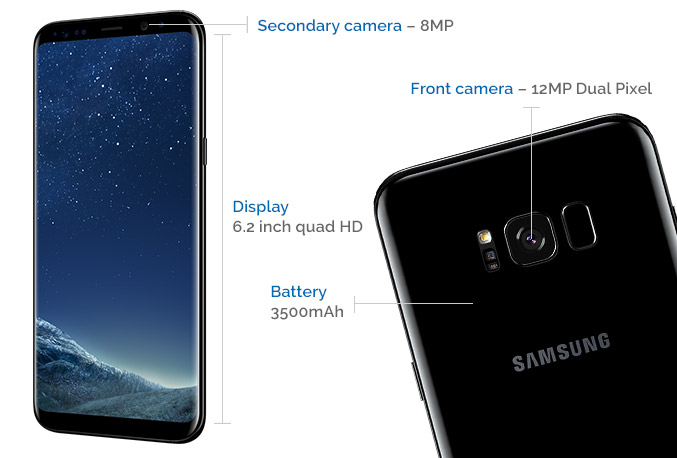 Secondary camera – 8MP
Front camera – 12MP Dual Pixel
Display
6.2 inch quad HD
Battery
3500mAh
SAMSUNG